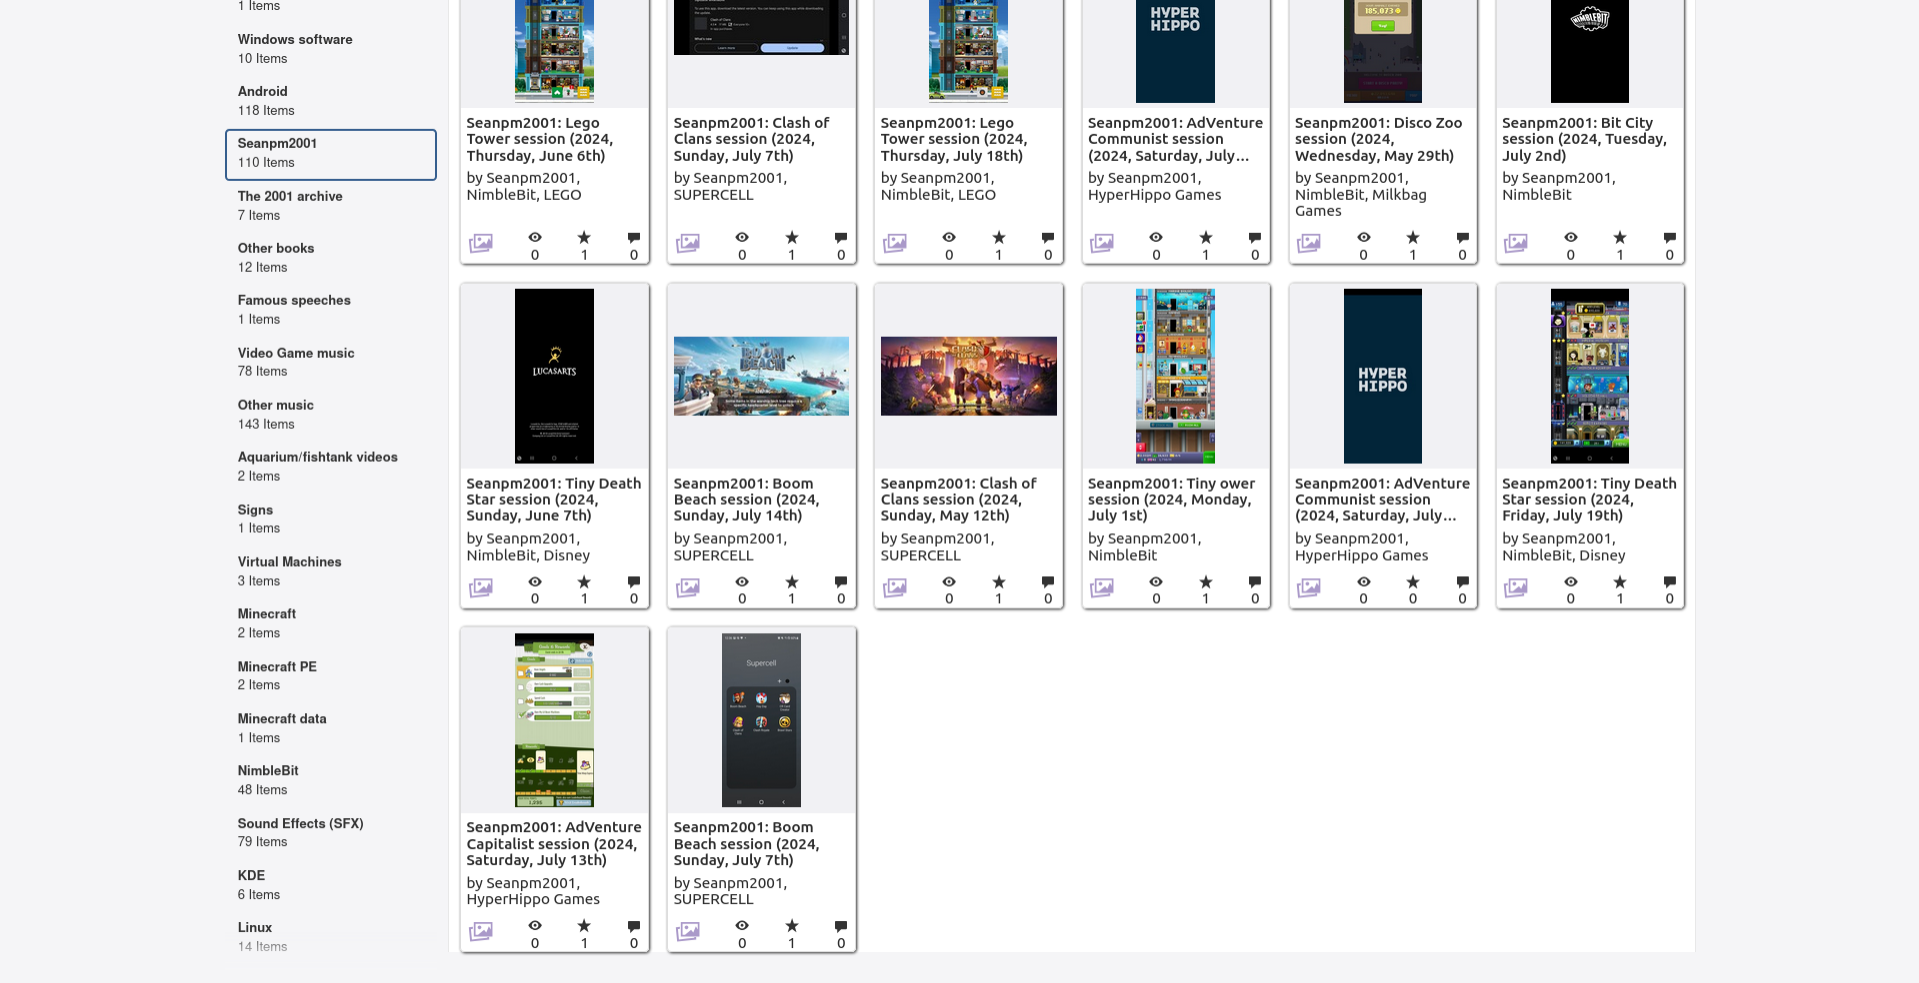 1 Items
Windows software
10 Items
Android
118 Items
Seanpm2001
110 Items
The 2001 archive
7 Items
Other books
12 Items
Famous speeches
1 Items
Video Game music
78 Items
Other music
143 Items
Aquarium/fishtank videos
2 Items
Signs
1 Items
Virtual Machines
3 Items
Minecraft
2 Items
Minecraft PE
2 Items
Minecraft data
1 Items
NimbleBit
48 Items
Sound Effects (SFX)
79 Items
KDE
6 Items
Linux
14 Items
Learn more
Update
HYPER
HIPPO
185,073
NIMBLEBIT
Seanpm2001: Lego
Tower session (2024,
Thursday, June 6th)
by Seanpm2001,
NimbleBit, LEGO
0 1 0
Seanpm2001: Clash of
Clans session (2024,
Sunday, July 7th)
by Seanpm2001,
SUPERCELL
0 1 0
Seanpm2001: Lego
Tower session (2024,
Thursday, July 18th)
by Seanpm2001,
NimbleBit, LEGO
0 1 0
Seanpm2001: AdVenture
Communist session
(2024, Saturday, July...
by Seanpm2001,
HyperHippo Games
0 1 0
Seanpm2001: Disco Zoo
session (2024,
Wednesday, May 29th)
by Seanpm2001,
NimbleBit, Milkbag
Games
0 1 0
Seanpm2001: Bit City
session (2024, Tuesday,
July 2nd)
by Seanpm2001,
NimbleBit
0 1 0
LUCASARTS
Seanpm2001: Tiny Death
Star session (2024,
Sunday, June 7th)
by Seanpm2001,
NimbleBit, Disney
0 1 0
BOOM
BEACH
Seanpm2001: Boom
Beach session (2024,
Sunday, July 14th)
by Seanpm2001,
SUPERCELL
0 1 0
Seanpm2001: Clash of
Clans session (2024,
Sunday, May 12th)
by Seanpm2001,
SUPERCELL
0 1 0
Seanpm2001: Tiny ower
session (2024, Monday,
July 1st)
by Seanpm2001,
NimbleBit
0 1 0
HYPER
HIPPO
Seanpm2001: AdVenture
Communist session
(2024, Saturday, July...
by Seanpm2001,
HyperHippo Games
0 0 0
Seanpm2001: Tiny Death
Star session (2024,
Friday, July 19th)
by Seanpm2001,
NimbleBit, Disney
0 1 0
Seanpm2001: AdVenture
Capitalist session (2024,
Saturday, July 13th)
by Seanpm2001,
HyperHippo Games
0 1 0
Supercell
Seanpm2001: Boom
Beach session (2024,
Sunday, July 7th)
by Seanpm2001,
SUPERCELL
0 1 0